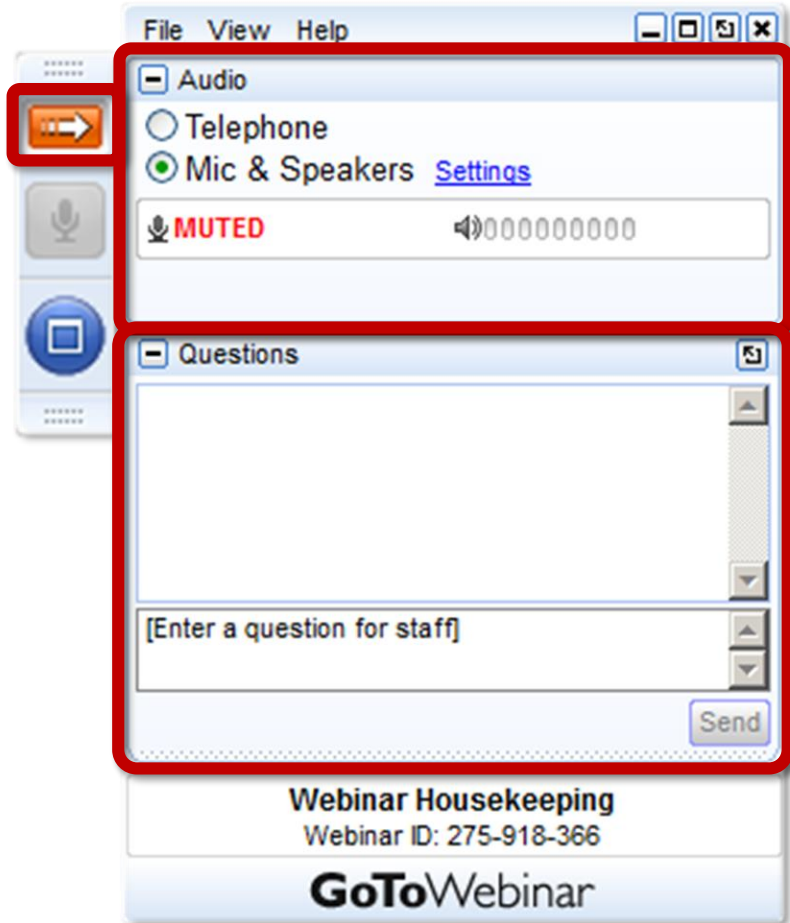 File View Help
Audio
Telephone
Mic & Speakers Settings
MUTED
Questions
[Enter a question for staff]
Send
Webinar Housekeeping
Webinar ID: 275-918-366
GoToWebinar